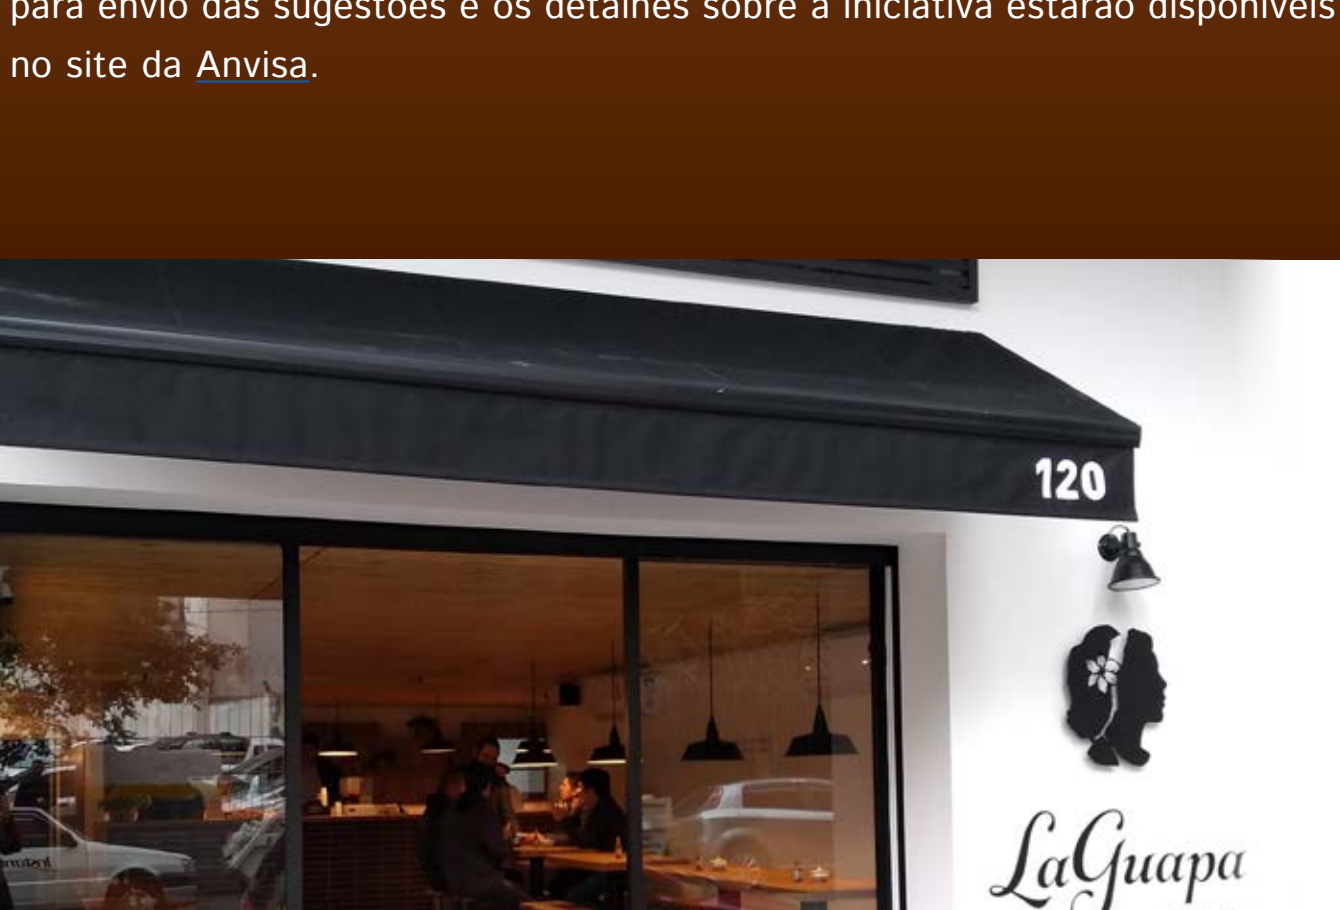 para envio das sugestões e os detalhes sobre a iniciativa estarão disponíveis
no site da Anvisa.
120
LaGuapa